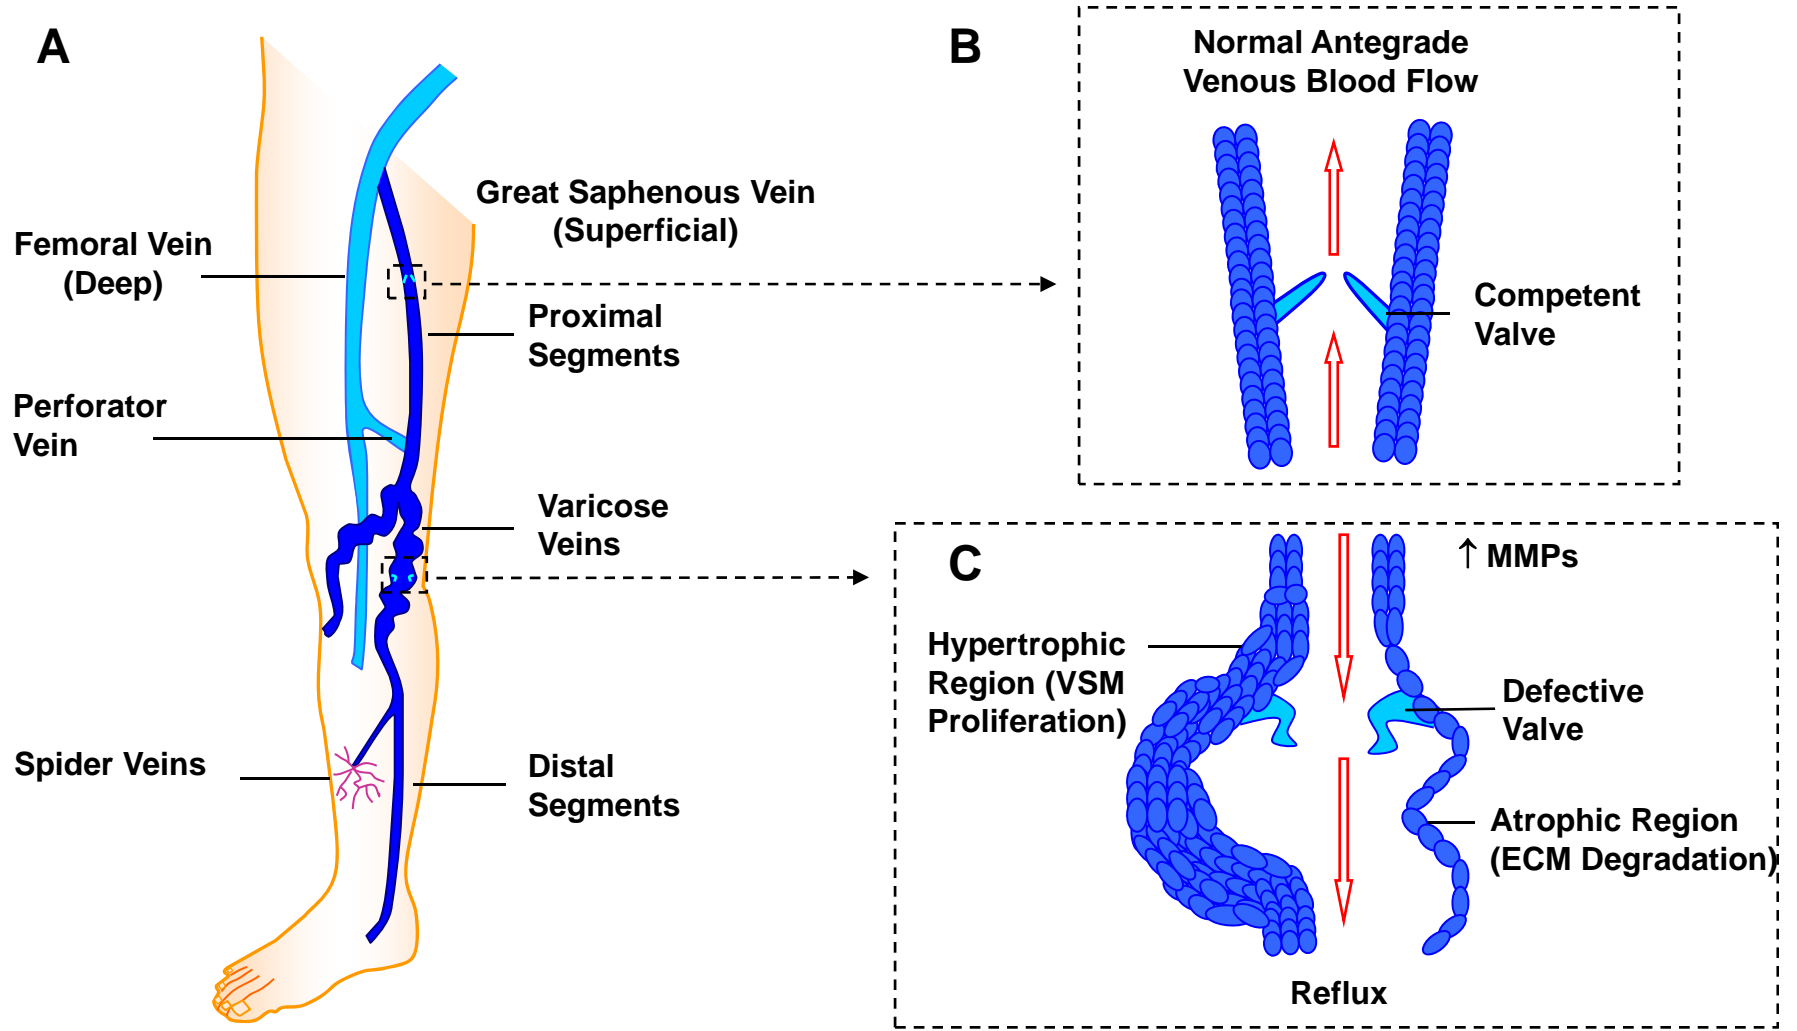 A
Great Saphenous Vein
(Superficial)
Femoral Vein
(Deep)
Proximal
Segments
Perforator
Vein
Varicose
Veins
Spider Veins
Distal
Segments
B
Normal Antegrade
Venous Blood Flow
Competent
Valve
C
↑ MMPs
Hypertrophic
Region (VSM
Proliferation)
Defective
Valve
Atrophic Region
(ECM Degradation)
Reflux